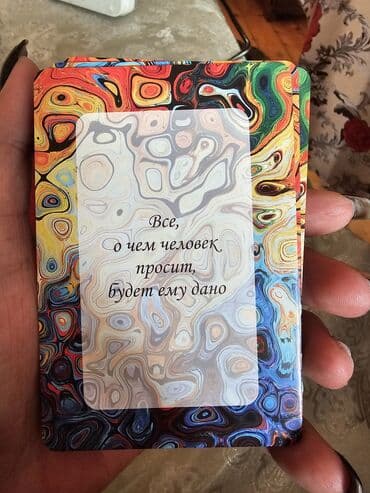 Все,
о чем человек
просит,
будет ему дано